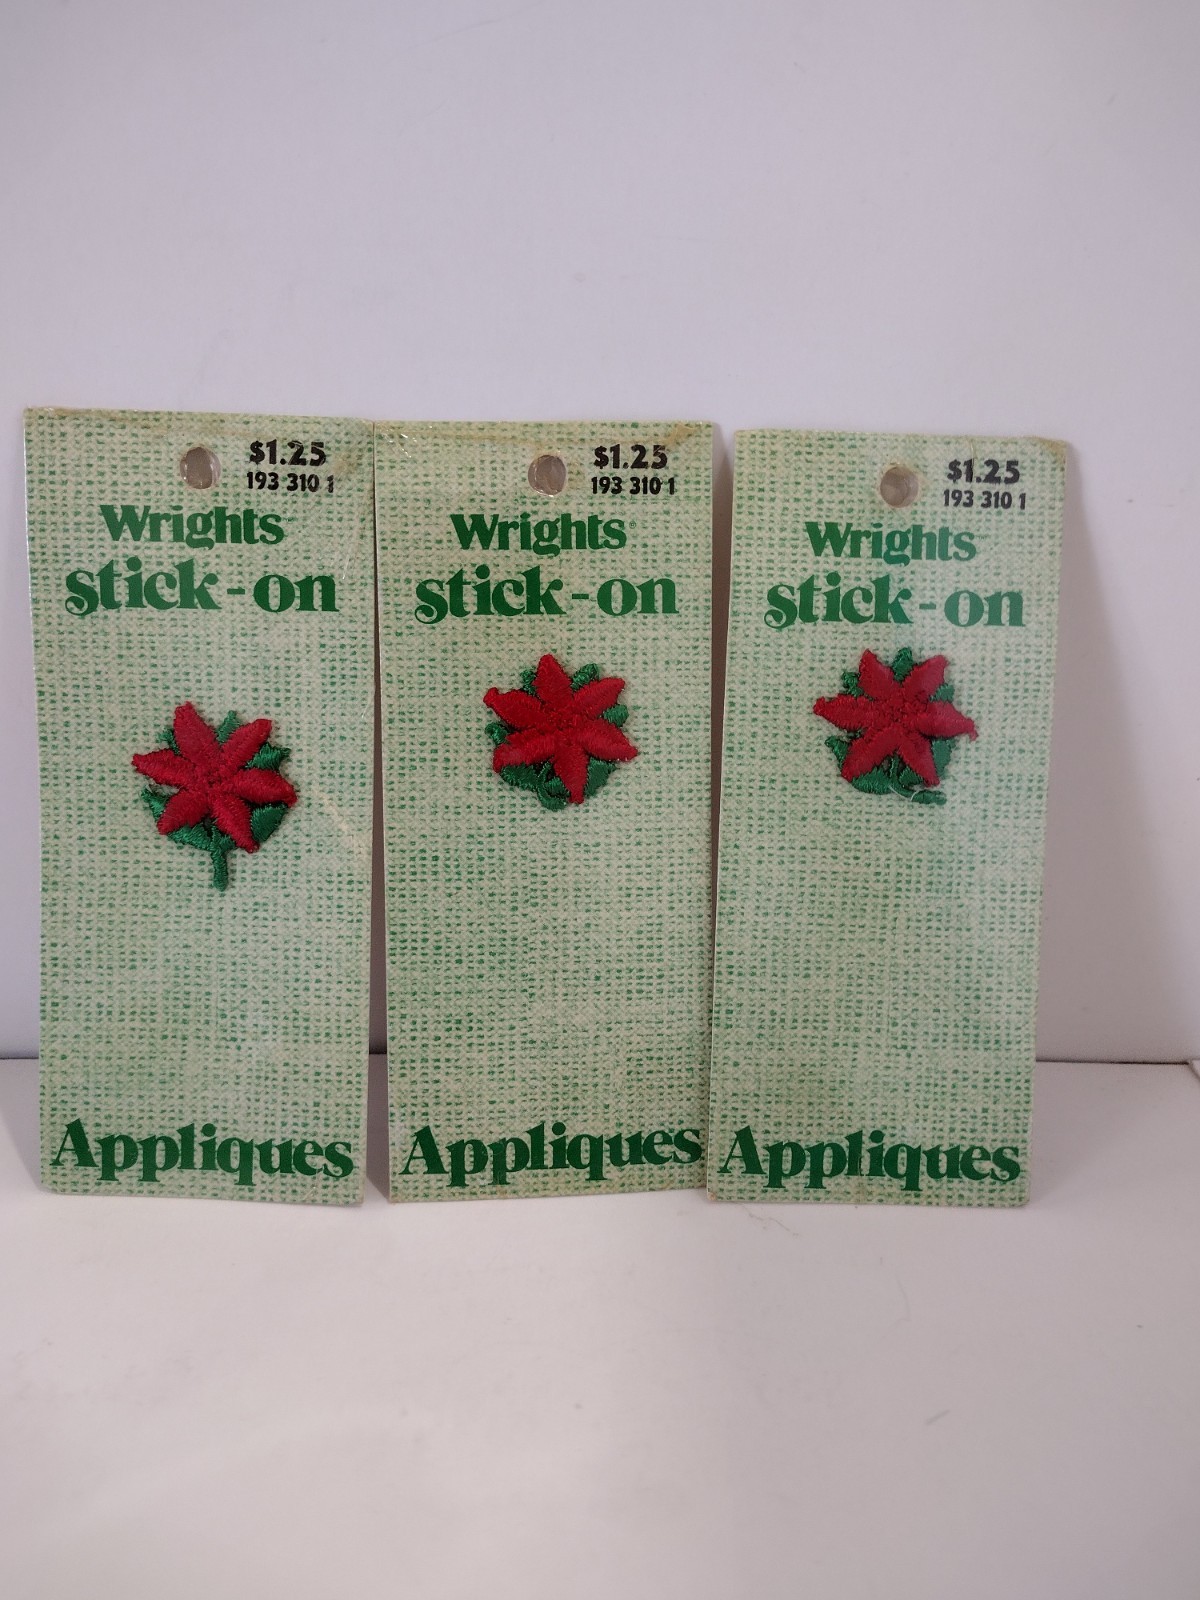 $1.25
193 310 1
Wrights
stick-on
Appliques
$1.25
193 310 1
Wrights®
stick-on
Appliques
$1.25
193 310 1
Wrights
stick-on
Appliques